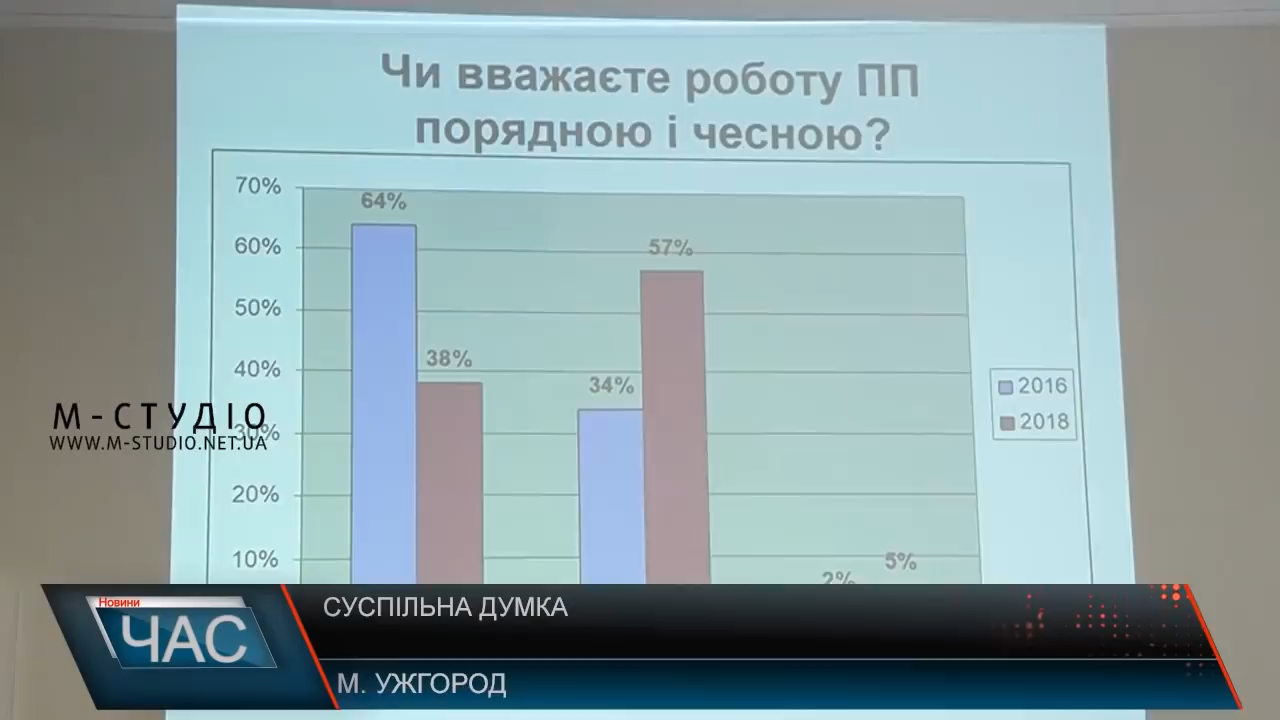 Чи вважаєте роботу ПП
порядною і чесною?
70%
64%
60%
57%
50%
40%
38%
34%
2016
2018
М-СТУДІО
WWW.M-STUDIO.NET.UA
30%
20%
10%
5%
2%
Новини
ЧАС
СУСПІЛЬНА ДУМКА
М. УЖГОРОД